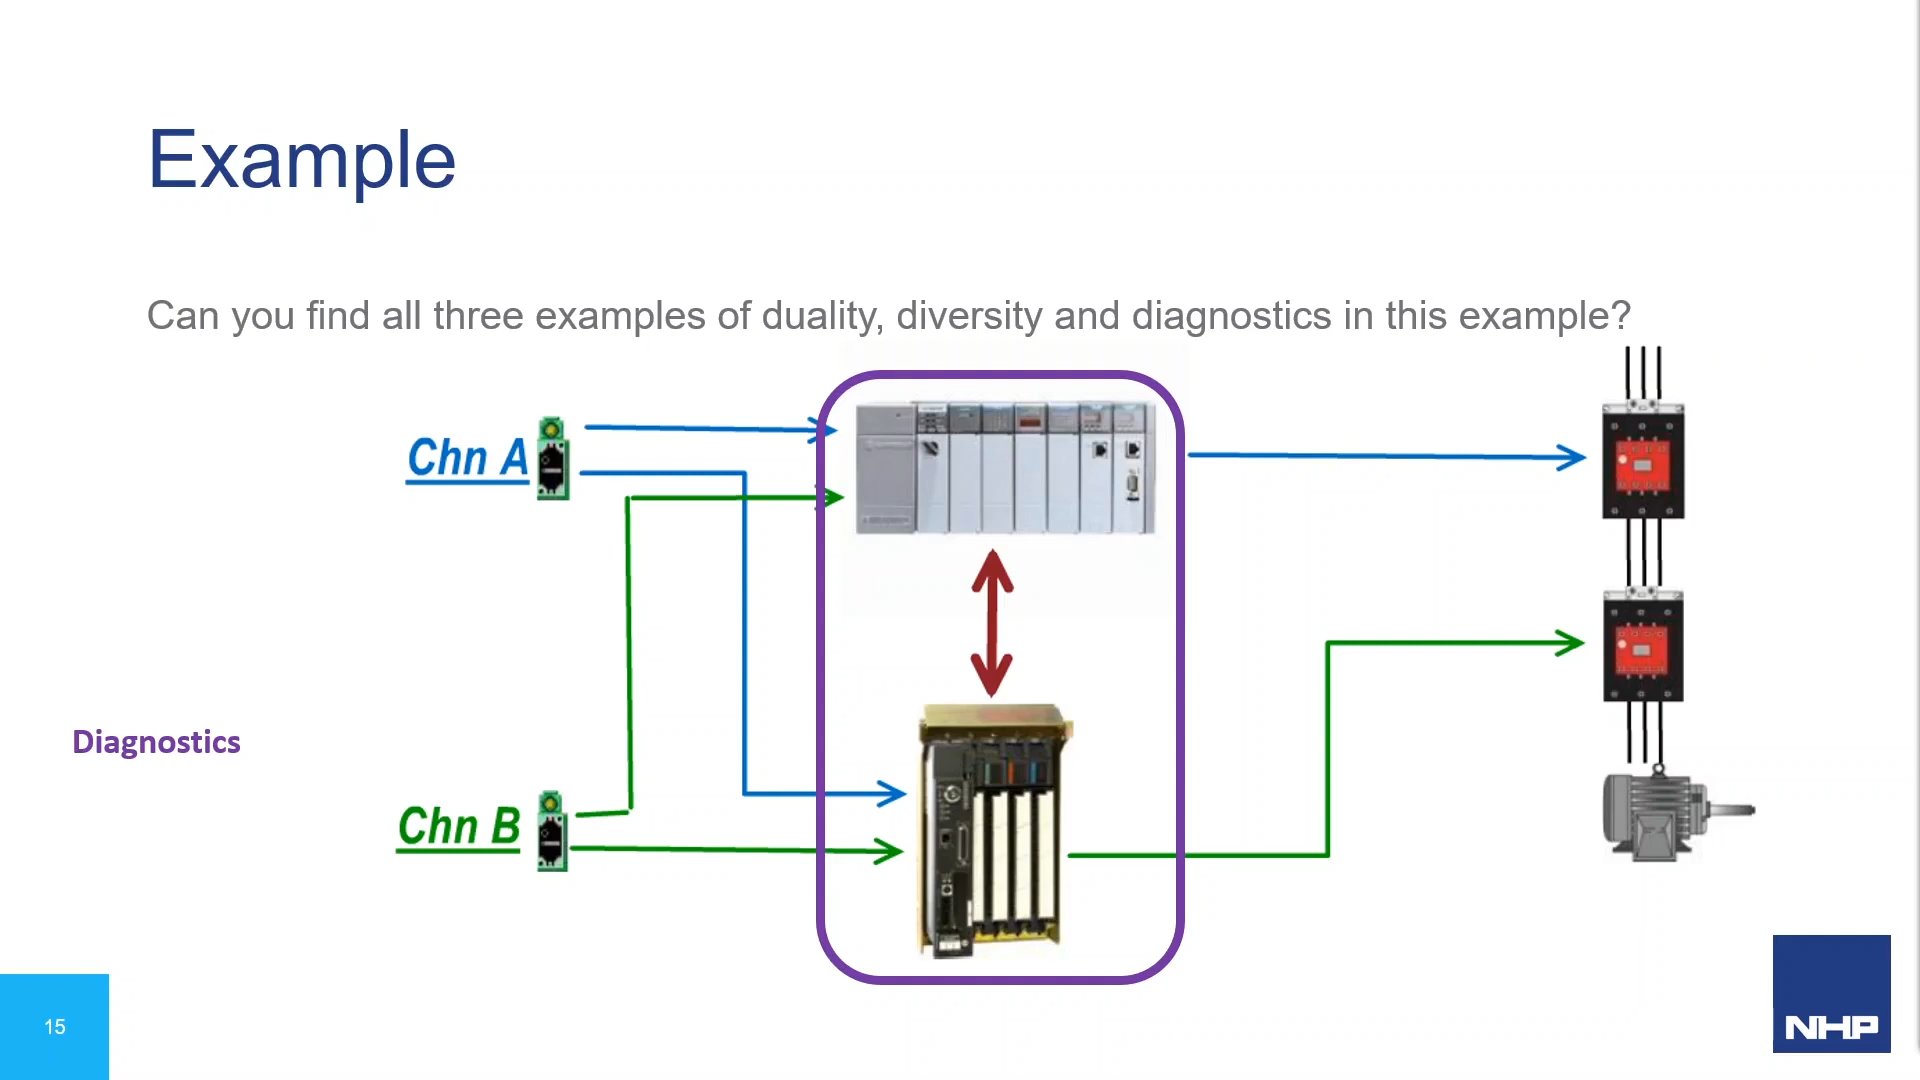 Example
Can you find all three examples of duality, diversity and diagnostics in this example?
Chn A
Diagnostics
Chn B
15
NHP